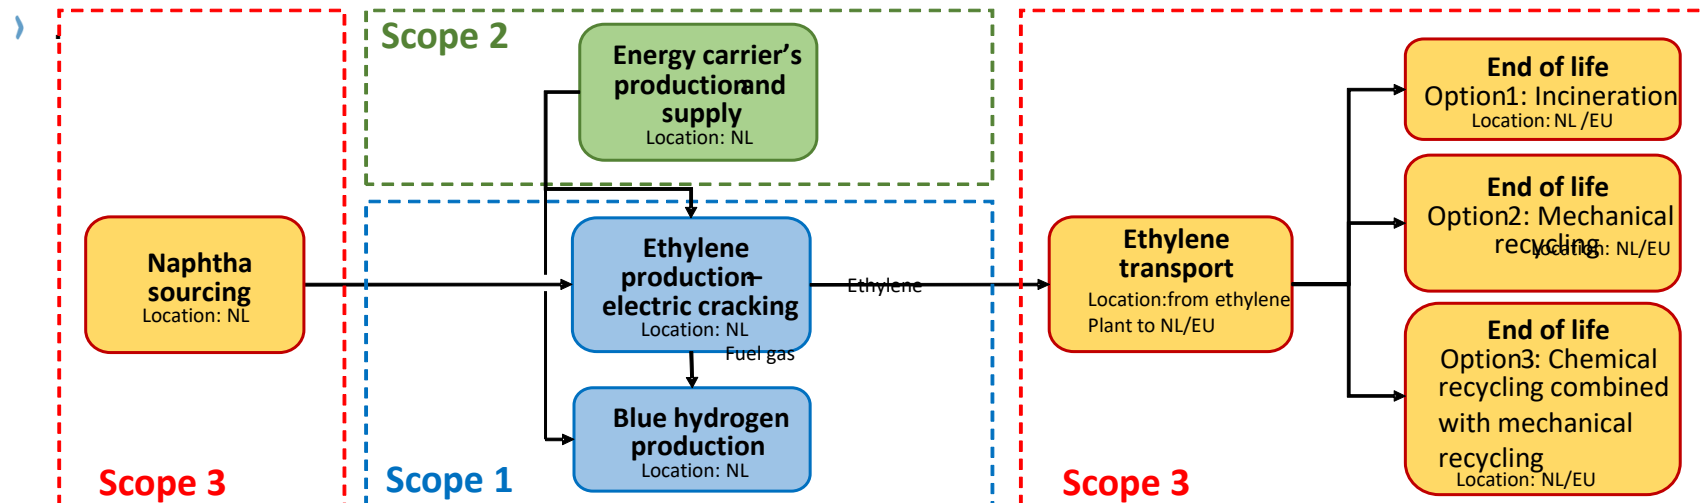 Scope 2
Energy carier’s
production and
supply
Location: NL
Naphtha
sourcing
Location: NL
Scope 3
Ethylene
production–
electric cracking
Location: NL
Fuel gas
Ethylene
Blue hydrogen
production
Location: NL
Scope 1
Ethylene
transport
Location:from ethylene
Plant to NL/EU
End of life
Option1: Incineration
Location: NL /EU
End of life
Option2: Mechanical
recycling
Location: NL/EU
End of life
Option3: Chemical
recycling combined
with mechanical
recycling
Location: NL/EU
Scope 3